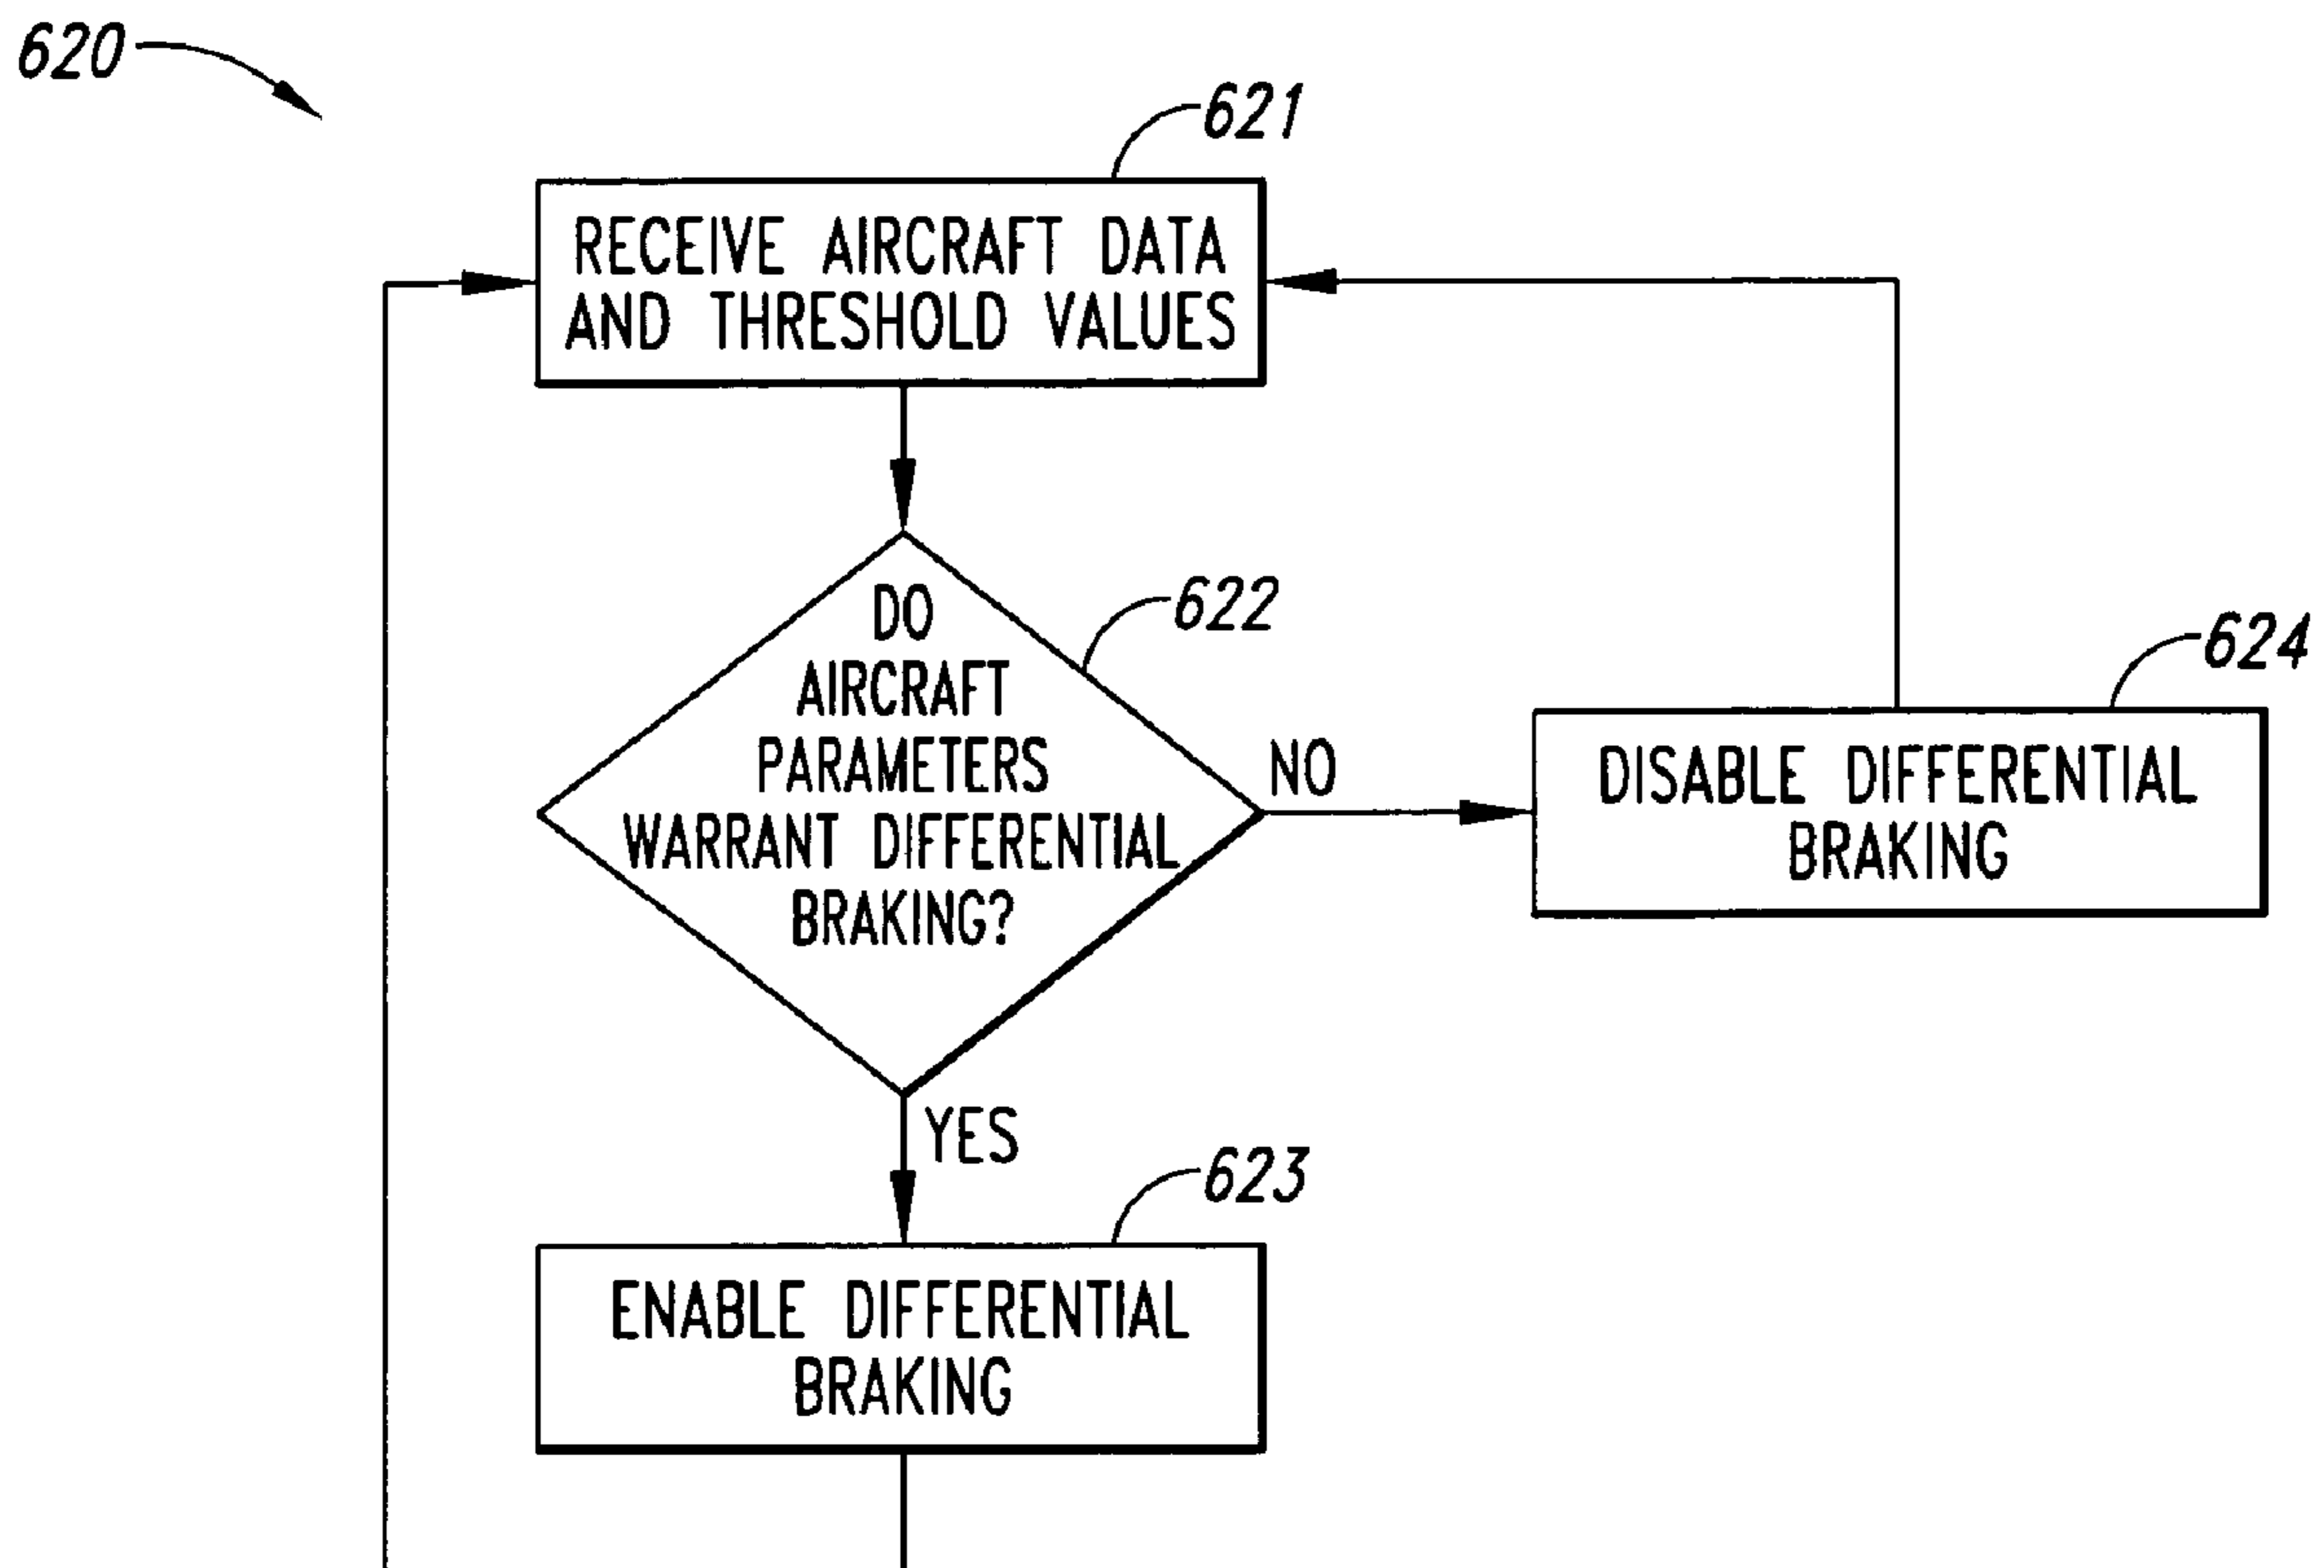 620
621
RECEIVE AIRCRAFT DATA
AND THRESHOLD VALUES
DO
AIRCRAFT
PARAMETERS
WARRANT DIFFERENTIAL
BRAKING?
622
NO
624
DISABLE DIFFERENTIAL
BRAKING
YES
623
ENABLE DIFFERENTIAL
BRAKING